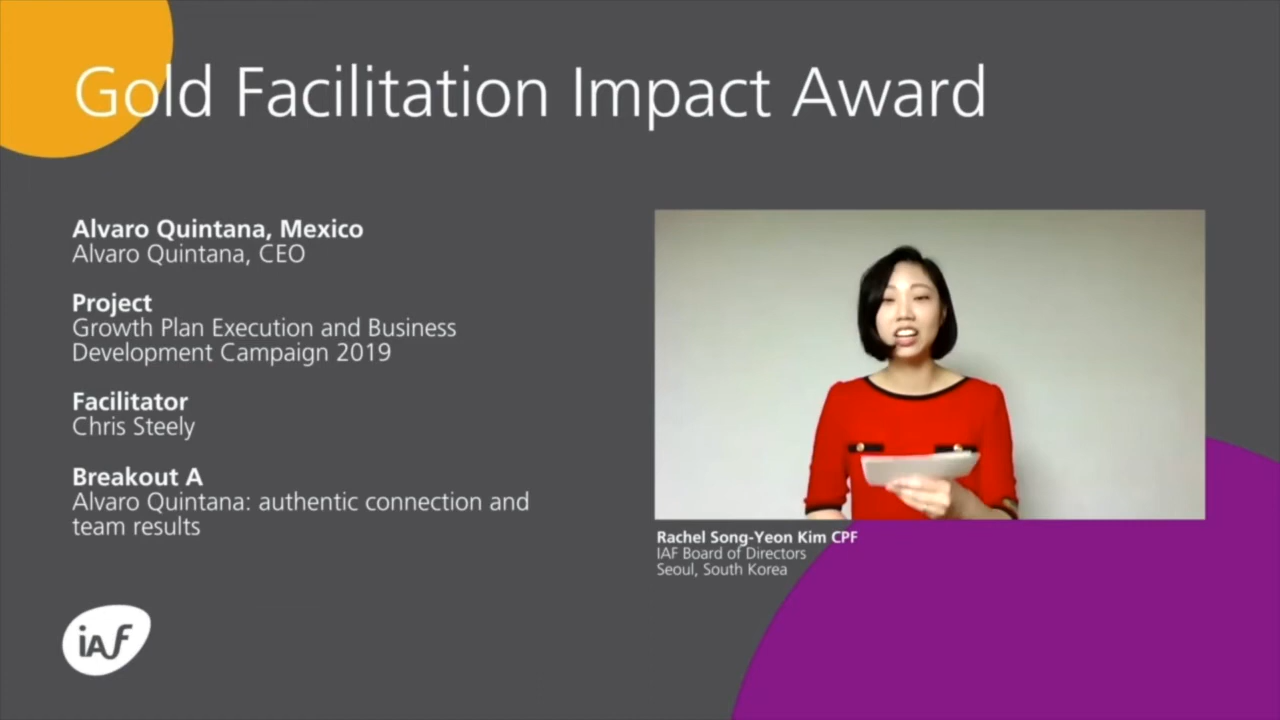 Gold Facilitation Impact Award
Alvaro Quintana, Mexico
Alvaro Quintana, CEO
Project
Growth Plan Execution and Business
Development Campaign 2019
Facilitator
Chris Steely
Breakout A
Alvaro Quintana: authentic connection and
team results
Rachel Song-Yeon Kim CPF
IAF Board of Directors
Seoul, South Korea
iAf